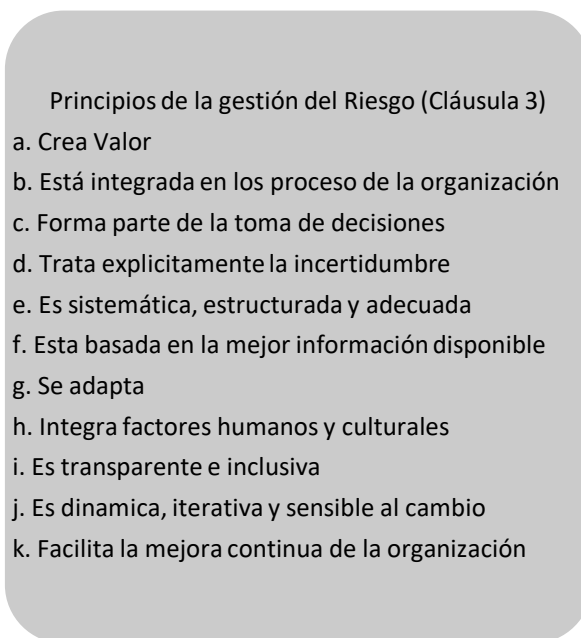 Principios de la gestión del Riesgo (Cláusula 3)
a. Crea Valor
b. Está integrada en los proceso de la organización
c. Forma parte de la toma de decisiones
d. Trata explicitamente la incertidumbre
e. Es sistemática, estructurada y adecuada
f. Esta basada en la mejor información disponible
g. Se adapta
h. Integra factores humanos y culturales
i. Es transparente e inclusiva
j. Es dinamica, iterativa y sensible al cambio
k. Facilita la mejora continua de la organización